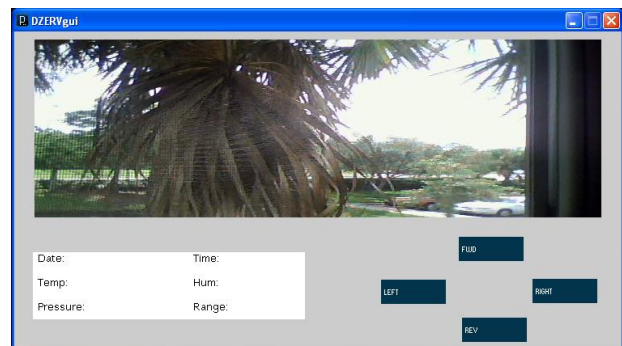 DZERVgui
Date: Time:
Temp: Hum:
Pressure: Range:
FWD
LEFT RIGHT
REV